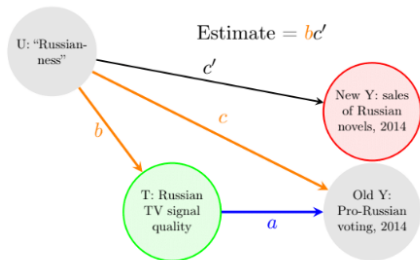 U: “Russian-
ness”
Estimate = bc′
c′
New Y: sales
of Russian
novels, 2014
b
c
T: Russian
TV signal
quality
a
Old Y:
Pro-Russian
voting, 2014